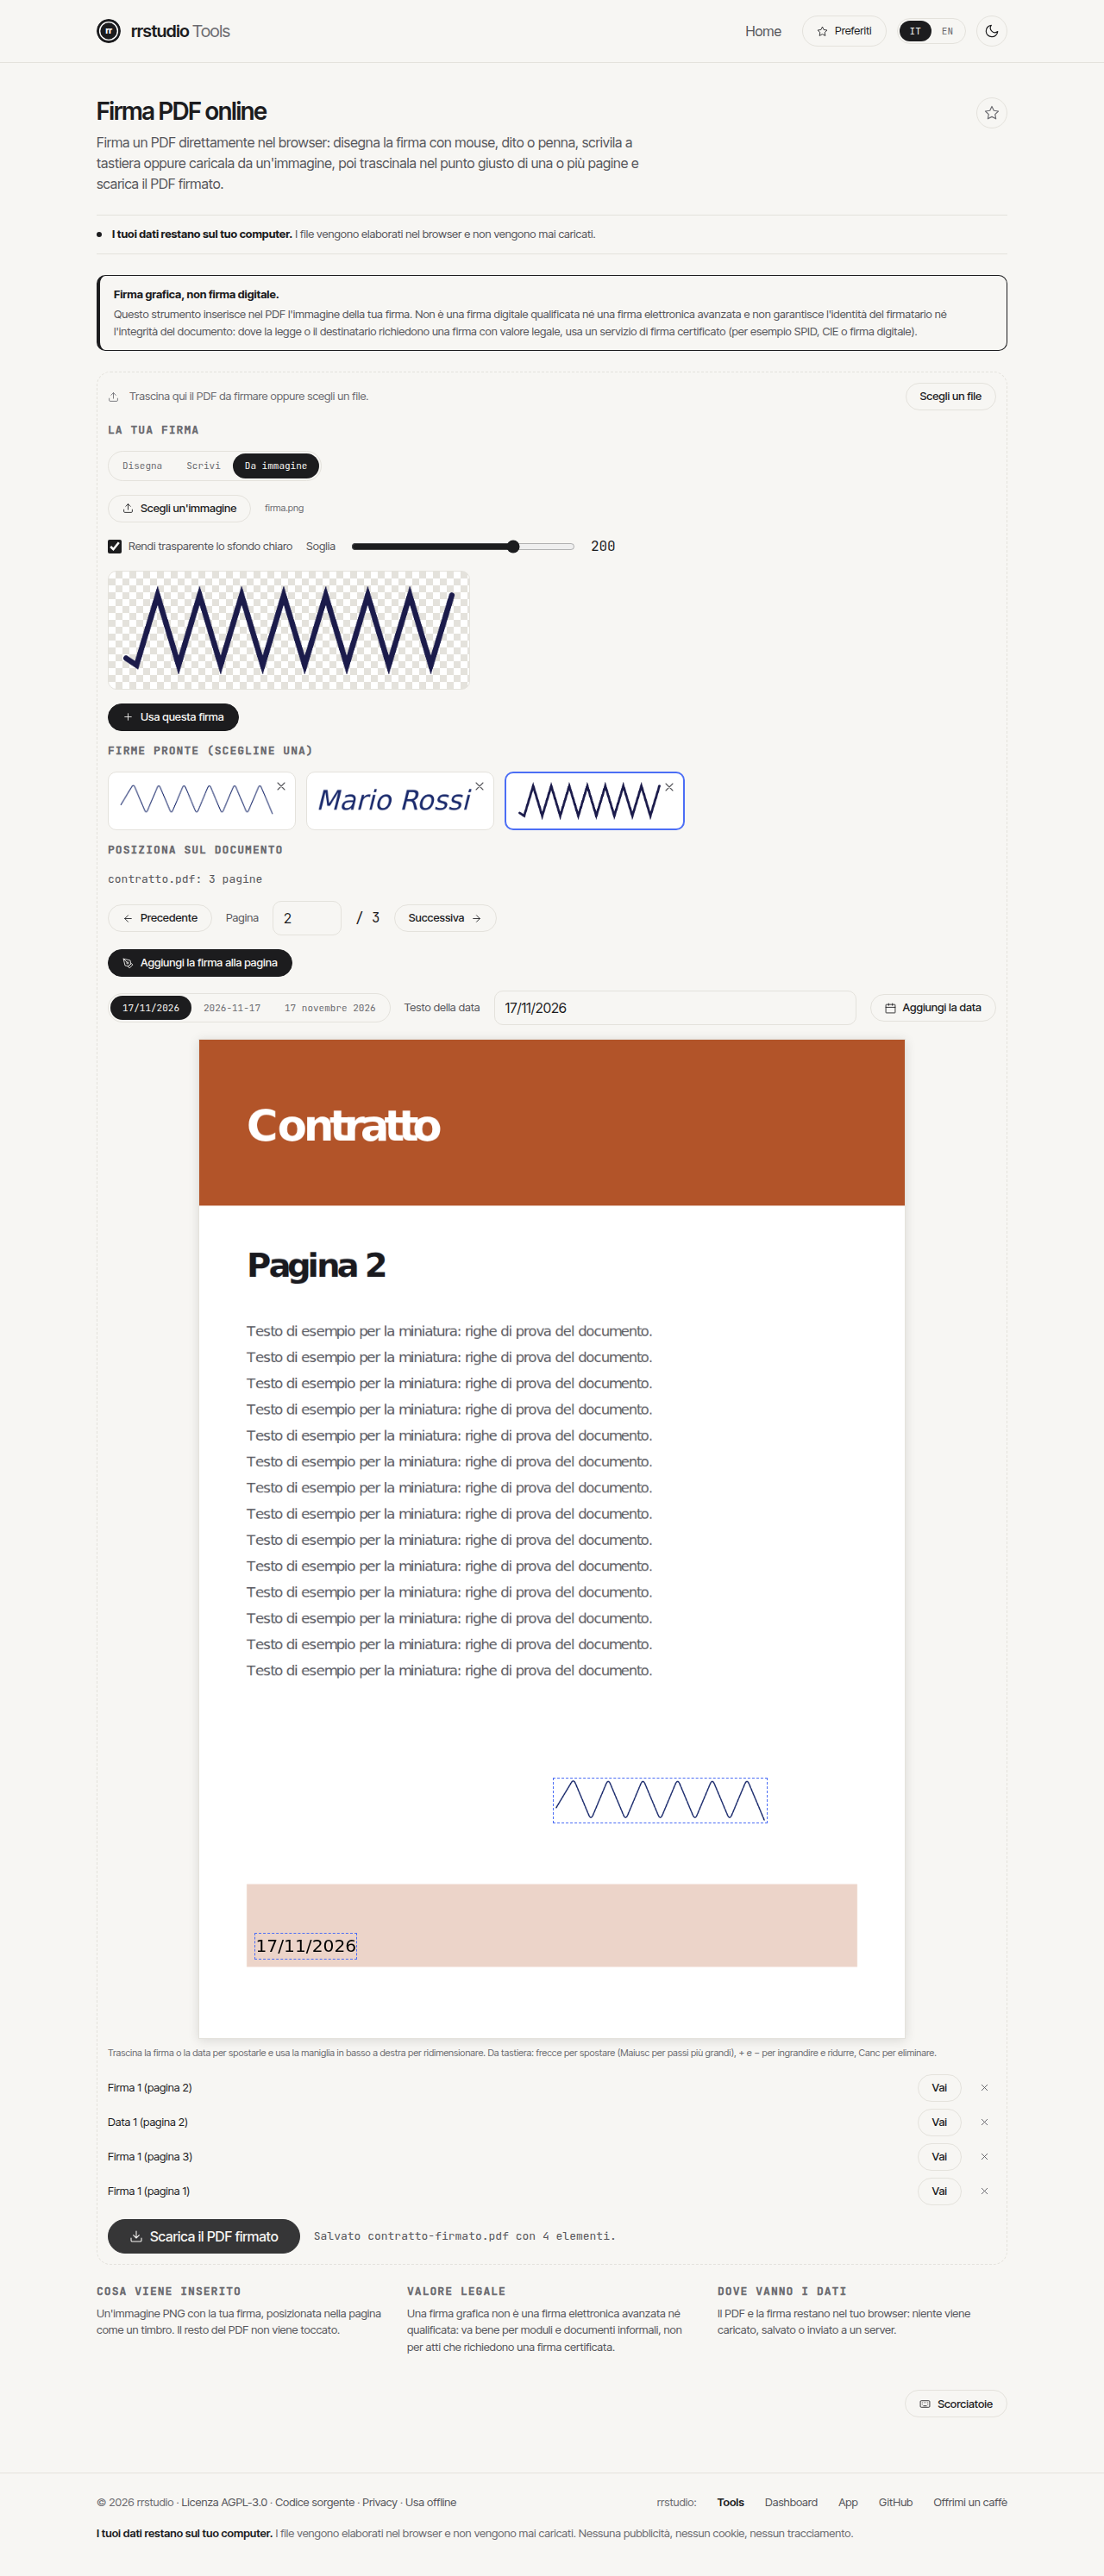 rr rrstudio Tools
Home
Preferiti
IT EN
Firma PDF online
Firma un PDF direttamente nel browser: disegna la firma con mouse, dito o penna, scrivila a
tastiera oppure caricala da un'immagine, poi trascinala nel punto giusto di una o più pagine e
scarica il PDF firmato.
I tuoi dati restano sul tuo computer. I file vengono elaborati nel browser e non vengono mai caricati.
Firma grafica, non firma digitale.
Questo strumento inserisce nel PDF l'immagine della tua firma. Non è una firma digitale qualificata né una firma elettronica avanzata e non garantisce l'identità del firmatario né
l'integrità del documento: dove la legge o il destinatario richiedono una firma con valore legale, usa un servizio di firma certificato (per esempio SPID, CIE o firma digitale).
Trascina qui il PDF da firmare oppure scegli un file.
Scegli un file
LA TUA FIRMA
Disegna Scrivi Da immagine
Scegli un'immagine firma.png
Rendi trasparente lo sfondo chiaro Soglia 200
Usa questa firma
FIRME PRONTE (SCEGLINE UNA)
Mario Rossi
POSIZIONA SUL DOCUMENTO
contratto.pdf: 3 pagine
Precedente Pagina 2 / 3 Successiva
Aggiungi la firma alla pagina
17/11/2026 2026-11-17 17 novembre 2026 Testo della data 17/11/2026 Aggiungi la data
Contratto
Pagina 2
Testo di esempio per la miniatura: righe di prova del documento.
Testo di esempio per la miniatura: righe di prova del documento.
Testo di esempio per la miniatura: righe di prova del documento.
Testo di esempio per la miniatura: righe di prova del documento.
Testo di esempio per la miniatura: righe di prova del documento.
Testo di esempio per la miniatura: righe di prova del documento.
Testo di esempio per la miniatura: righe di prova del documento.
Testo di esempio per la miniatura: righe di prova del documento.
Testo di esempio per la miniatura: righe di prova del documento.
Testo di esempio per la miniatura: righe di prova del documento.
Testo di esempio per la miniatura: righe di prova del documento.
Testo di esempio per la miniatura: righe di prova del documento.
Testo di esempio per la miniatura: righe di prova del documento.
Testo di esempio per la miniatura: righe di prova del documento.
17/11/2026
Trascina la firma o la data per spostarle e usa la maniglia in basso a destra per ridimensionare. Da tastiera: frecce per spostare (Maiusc per passi più grandi), + e − per ingrandire e ridurre, Canc per eliminare.
Firma 1 (pagina 2) Vai
Data 1 (pagina 2) Vai
Firma 1 (pagina 3) Vai
Firma 1 (pagina 1) Vai
Scarica il PDF firmato Salvato contratto-firmato.pdf con 4 elementi.
COSA VIENE INSERITO
Un'immagine PNG con la tua firma, posizionata nella pagina
come un timbro. Il resto del PDF non viene toccato.
VALORE LEGALE
Una firma grafica non è una firma elettronica avanzata né
qualificata: va bene per moduli e documenti informali, non
per atti che richiedono una firma certificata.
DOVE VANNO I DATI
Il PDF e la firma restano nel tuo browser: niente viene
caricato, salvato o inviato a un server.
Scorciatoie
© 2026 rrstudio · Licenza AGPL-3.0 · Codice sorgente · Privacy · Usa offline
rrstudio: Tools Dashboard App GitHub Offrimi un caffè
I tuoi dati restano sul tuo computer. I file vengono elaborati nel browser e non vengono mai caricati. Nessuna pubblicità, nessun cookie, nessun tracciamento.